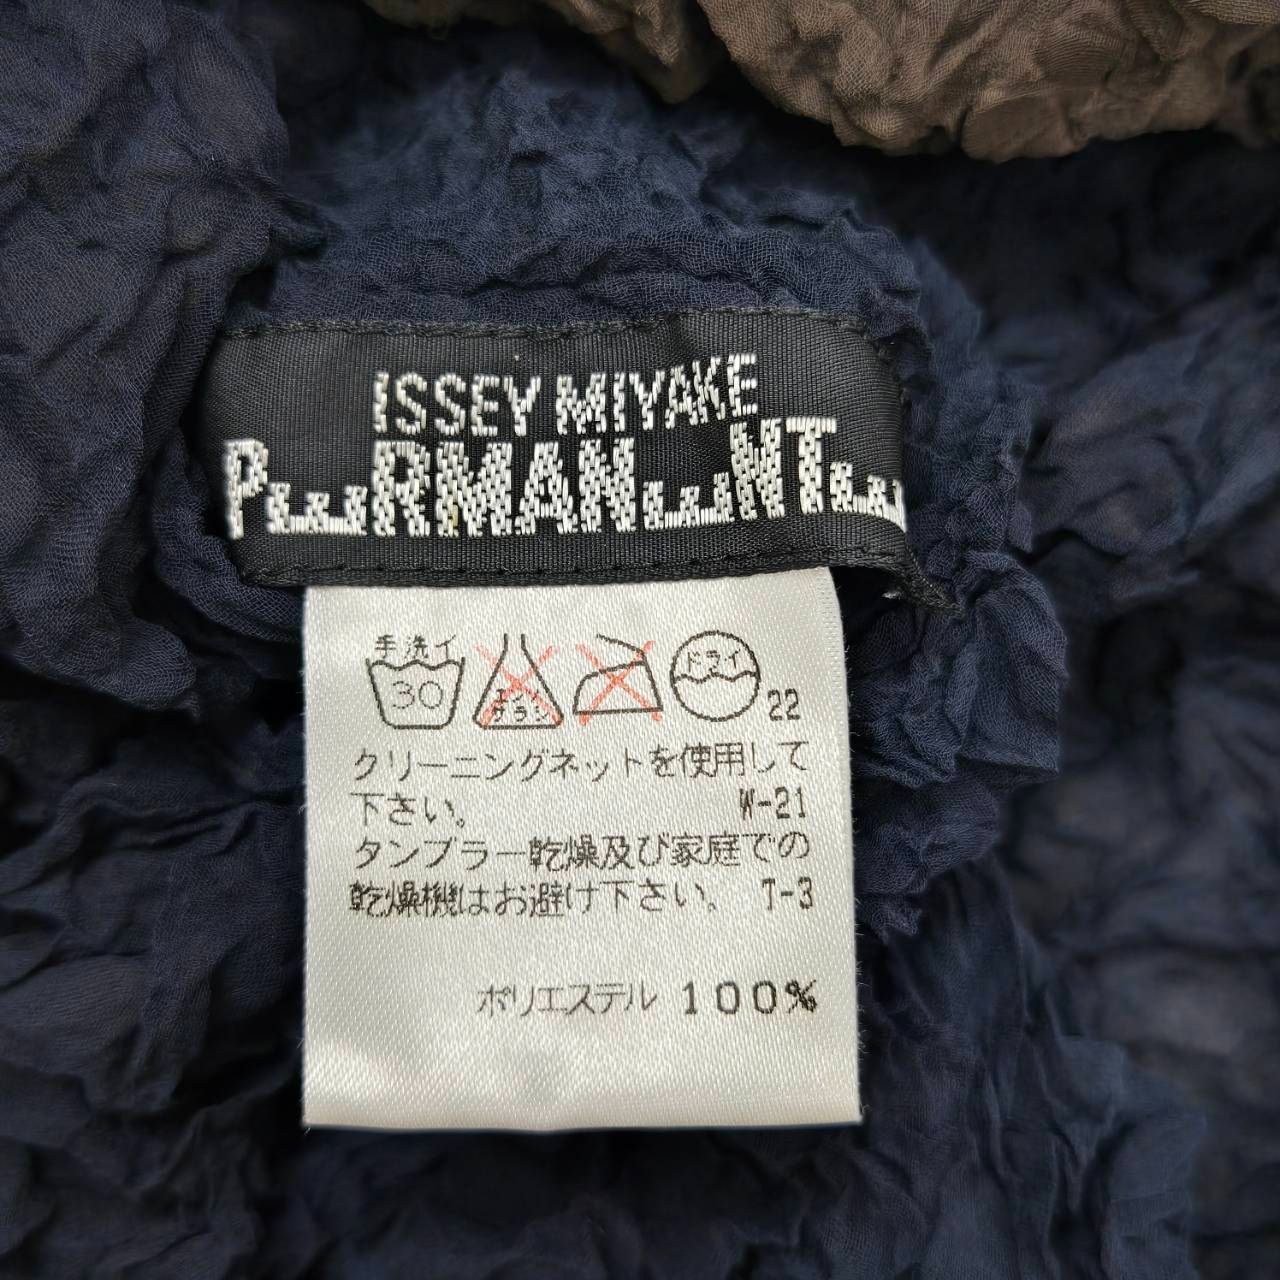 ISSEY MIYAKE
PERMANENTE
手洗イ
30
エンソ
サラシ
ドライ
22
クリーニングネットを使用して
下さい。 W-21
タンブラー乾燥及び家庭での
乾燥機はお避け下さい。 T-3
ポリエステル 100%